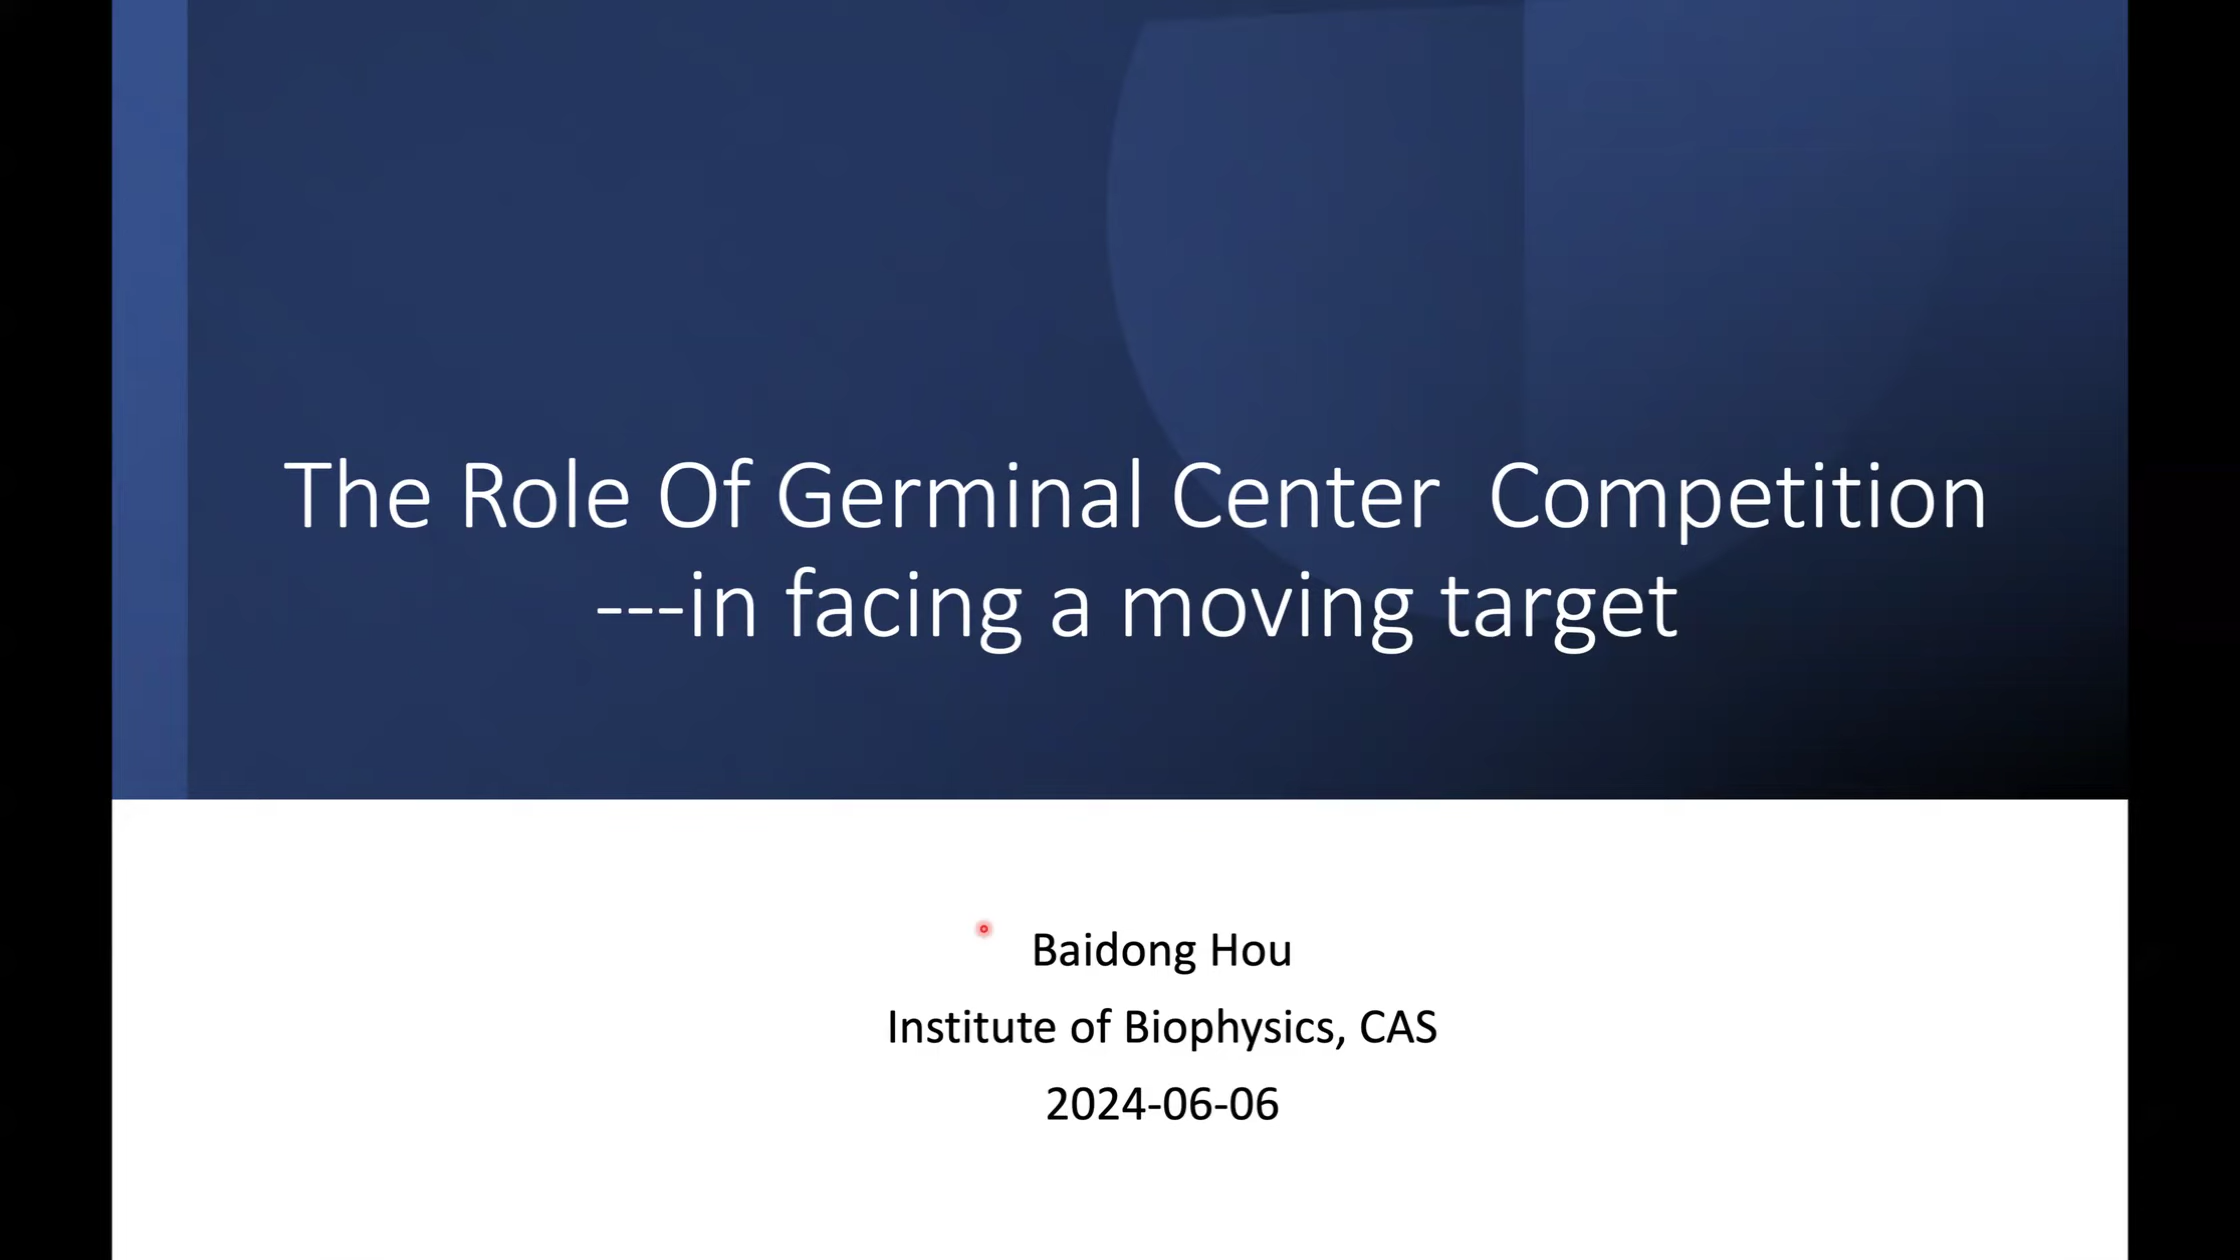 The Role Of Germinal Center  Competition
---in facing a moving target
Baidong Hou
Institute of Biophysics, CAS
2024-06-06